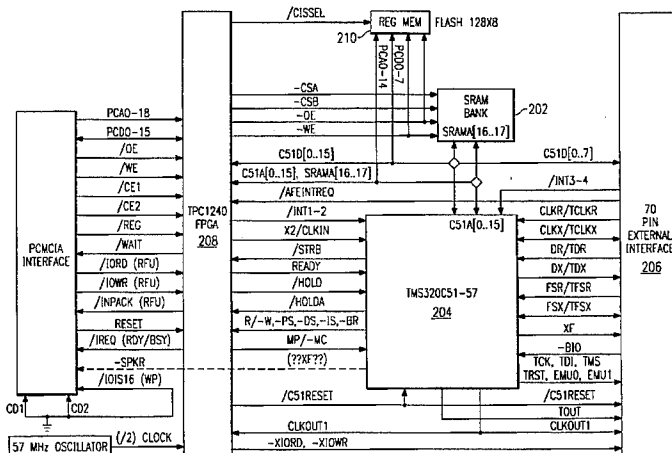 /CISSEL
REG MEM
FLASH 128X8
210
PCA0-14
PCD0-7
-CSA
-CSB
-OE
-WE
SRAM
BANK
SRAMA[16..17]
202
PCA0-18
PCD0-15
/OE
/WE
/CE1
/CE2
/REG
/WAIT
/IORD (RFU)
/IOWR (RFU)
/INPACK (RFU)
RESET
/IREQ (RDY/BSY)
-SPKR
/IOIS16 (WP)
PCMCIA
INTERFACE
CD1
CD2
57 MHz OSCILLATOR
(/2) CLOCK
TPC1240
FPGA
208
C51D[0..15]
C51D[0..7]
C51A[0..15], SRAMA[16..17]
/AFEINTREQ
/INT3-4
/INT1-2
X2/CLKIN
/STRB
READY
/HOLD
/HOLDA
R/-W,-PS,-DS,-IS,-BR
MP/-MC
(??XF??)
C51A[0..15]
TMS320C51-57
204
CLKR/TCLKR
CLKX/TCLKX
DR/TDR
DX/TDX
FSR/TFSR
FSX/TFSX
XF
-BIO
TCK, TDI, TMS
TRST, EMU0, EMU1
/C51RESET
/C51RESET
TOUT
CLKOUT1
CLKOUT1
-XIORD, -XIOWR
70
PIN
EXTERNAL
INTERFACE
206